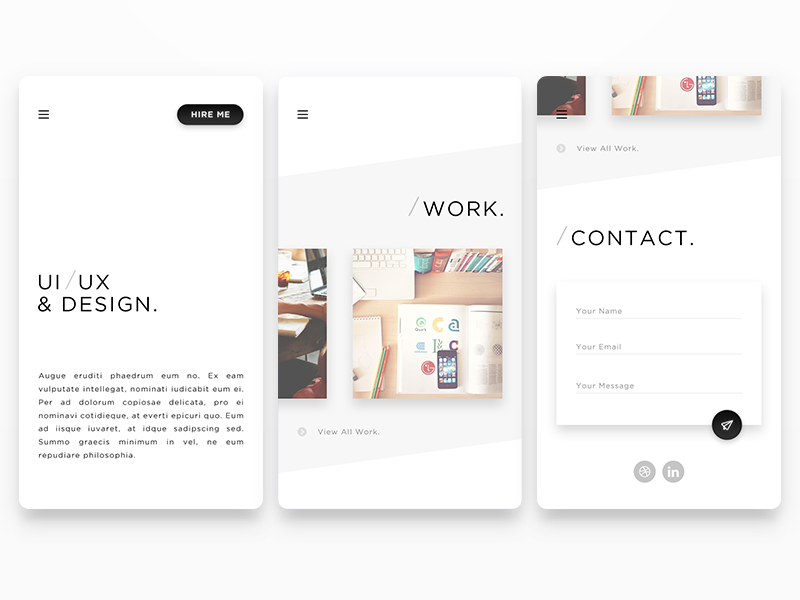 HIRE ME
UI/UX
& DESIGN.
Augue eruditi phaedrum eum no. Ex eam
vulputate intellegat, nominati iudicabit eum ei.
Per ad dolorum copiosae delicata, pro ei
nominavi cotidieque, at everti epicuri quo. Eum
ad iisque iuvaret, at idque sadipscing sed.
Summo graecis minimum in vel, ne eum
repudiare philosophia.
/WORK.
Ca
LG
View All Work.
View All Work.
/CONTACT.
Your Name
Your Email
Your Message
in